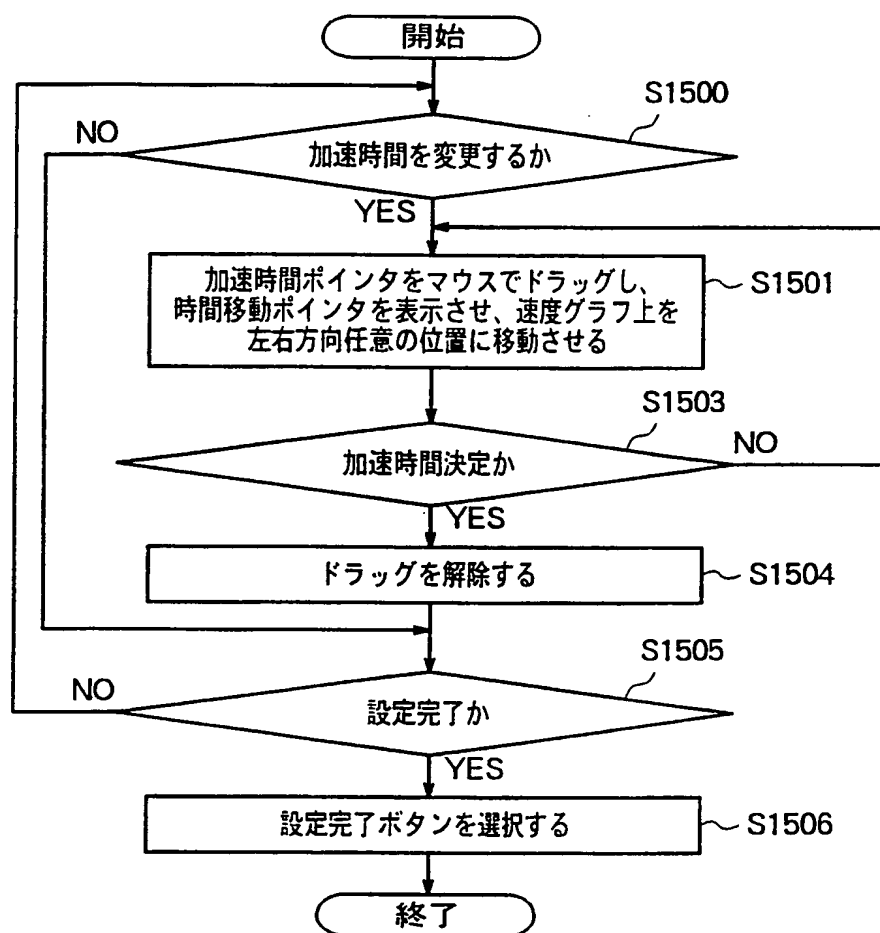 開始
S1500
NO
加速時間を変更するか
YES
加速時間ポインタをマウスでドラッグし、
時間移動ポインタを表示させ、速度グラフ上を
左右方向任意の位置に移動させる
S1501
S1503
加速時間決定か
NO
YES
ドラッグを解除する
S1504
S1505
NO
設定完了か
YES
設定完了ボタンを選択する
S1506
終了